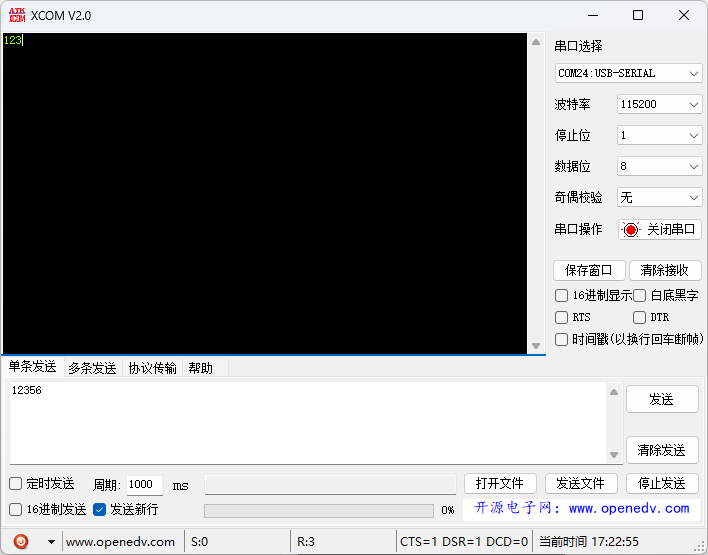 ATK XCOM XCOM V2.0
123
串口选择
COM24:USB-SERIAL
波特率 115200
停止位 1
数据位 8
奇偶校验 无
串口操作 关闭串口
保存窗口 清除接收
16进制显示 白底黑字
RTS DTR
时间戳(以换行回车断帧)
单条发送 多条发送 协议传输 帮助
12356
发送
清除发送
定时发送 周期: 1000 ms 打开文件 发送文件 停止发送
16进制发送 发送新行 0% 开源电子网: www.openedv.com
www.openedv.com S:0 R:3 CTS=1 DSR=1 DCD=0 当前时间 17:22:55